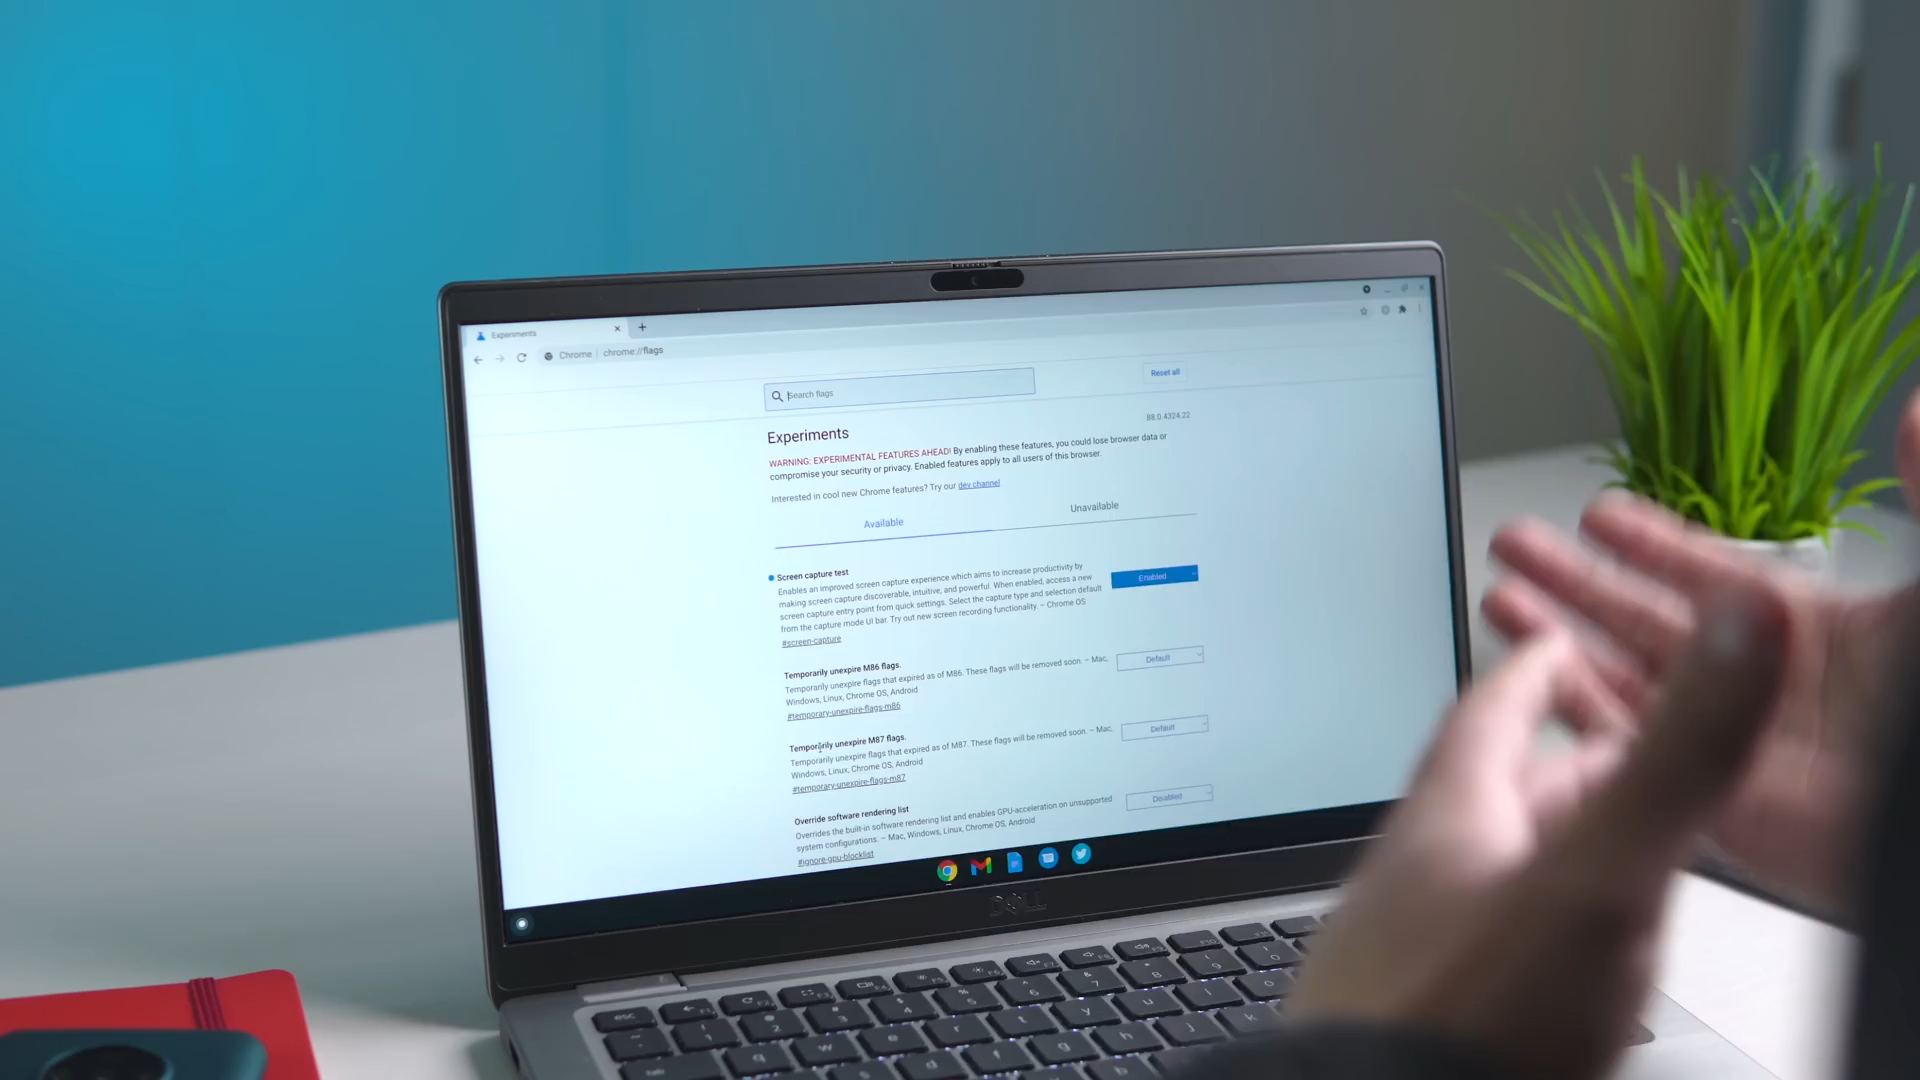 Experiments
Chrome | chrome://flags
Search flags
Reset all
Experiments
88.0.4324.22
WARNING: EXPERIMENTAL FEATURES AHEAD! By enabling these features, you could lose browser data or
compromise your security or privacy. Enabled features apply to all users of this browser.
Interested in cool new Chrome features? Try our dev channel
Available
Unavailable
Screen capture test
Enabled
Enables an improved screen capture experience which aims to increase productivity by
making screen capture discoverable, intuitive, and powerful. When enabled, access a new
screen capture entry point from quick settings. Select the capture type and selection default
from the capture mode UI bar. Try out new screen recording functionality. – Chrome OS
#screen-capture
Temporarily unexpire M86 flags.
Default
Temporarily unexpire flags that expired as of M86. These flags will be removed soon. – Mac,
Windows, Linux, Chrome OS, Android
#temporary-unexpire-flags-m86
Temporarily unexpire M87 flags.
Default
Temporarily unexpire flags that expired as of M87. These flags will be removed soon. – Mac,
Windows, Linux, Chrome OS, Android
#temporary-unexpire-flags-m87
Override software rendering list
Disabled
Overrides the built-in software rendering list and enables GPU-acceleration on unsupported
system configurations. – Mac, Windows, Linux, Chrome OS, Android
#ignore-gpu-blocklist
DELL
esc
tab
q w e r t y u
j k
s d f g h